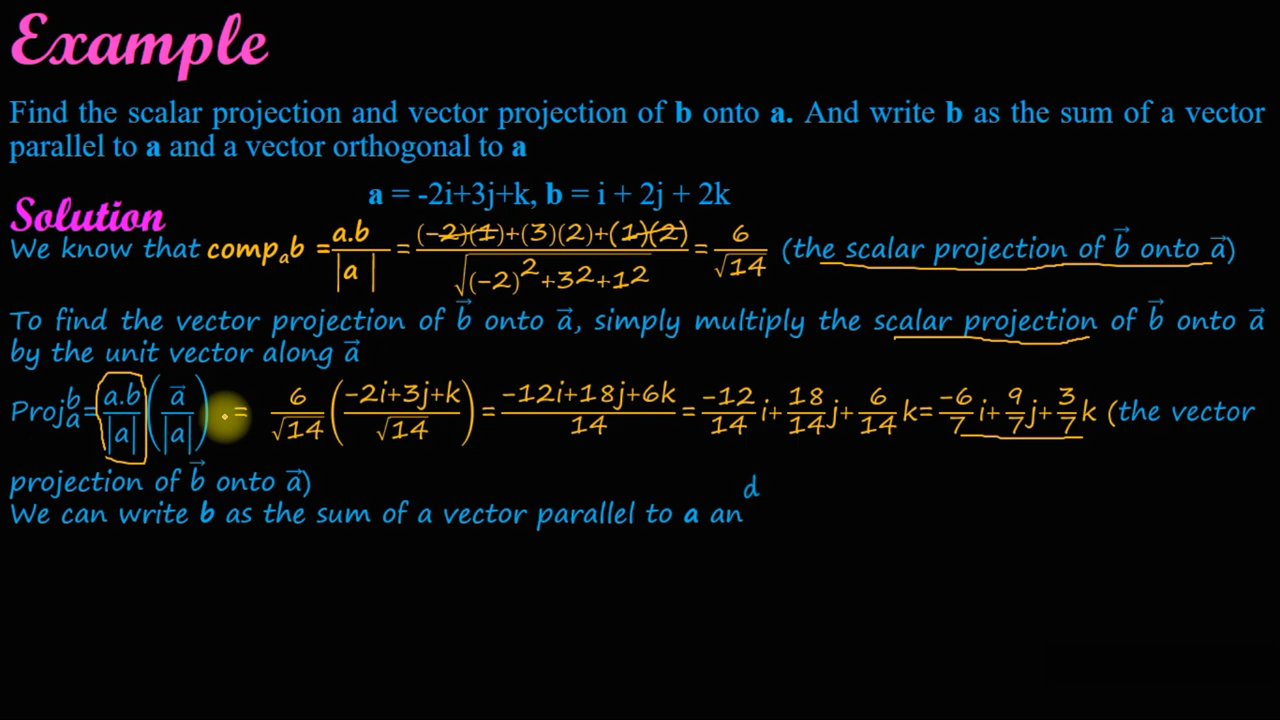 Example
Find the scalar projection and vector projection of b onto a. And write b as the sum of a vector
parallel to a and a vector orthogonal to a
a = -2i+3j+k, b = i + 2j + 2k
Solution
We know that compₐb = a.b/|a| = ((-2)(1)+(3)(2)+(1)(2))/√((-2)²+3²+1²) = 6/√14 (the scalar projection of b⃗ onto a⃗)
To find the vector projection of b⃗ onto a⃗, simply multiply the scalar projection of b⃗ onto a⃗
by the unit vector along a⃗
Proj b a = a.b/|a| (a⃗/|a|) = 6/√14 ((-2i+3j+k)/√14) = (-12i+18j+6k)/14 = -12/14 i + 18/14 j + 6/14 k = -6/7 i + 9/7 j + 3/7 k (the vector
projection of b⃗ onto a⃗)
We can write b as the sum of a vector parallel to a and